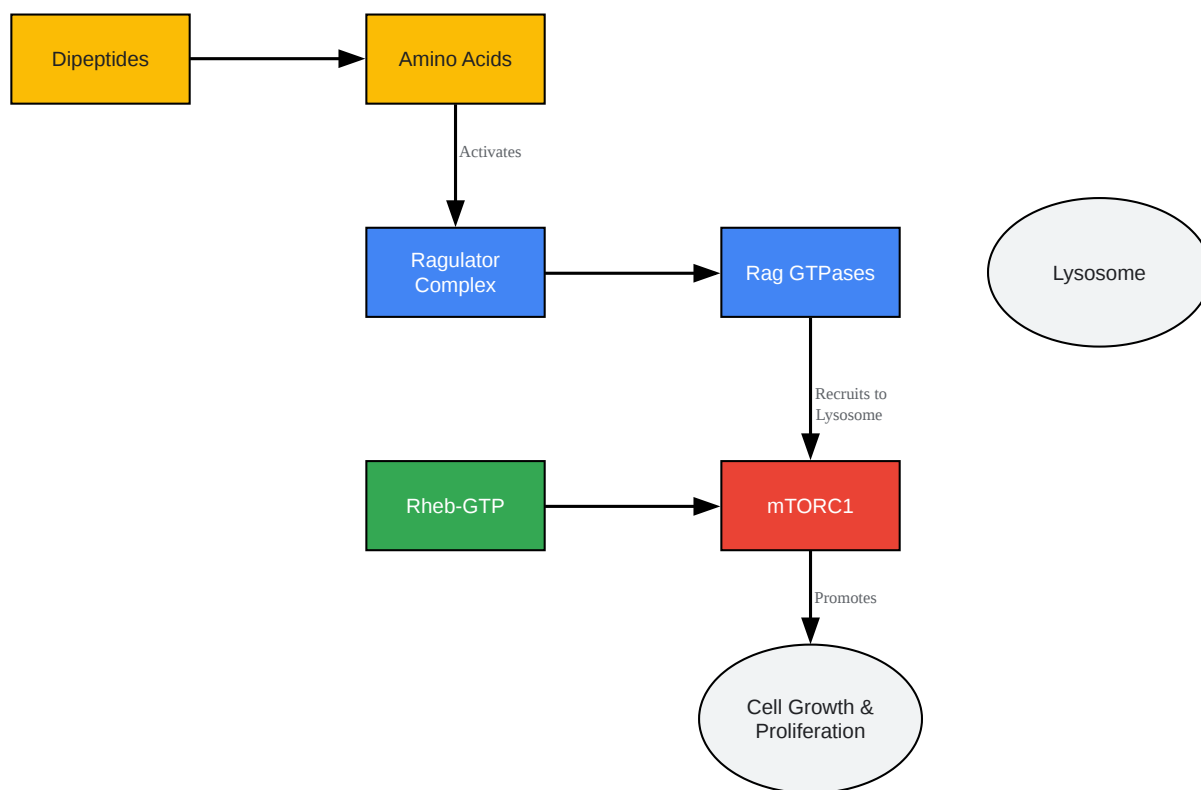 Dipeptides
Amino Acids
Activates
Ragulator
Complex
Rag GTPases
Lysosome
Recruits to
Lysosome
Rheb-GTP
mTORC1
Promotes
Cell Growth &
Proliferation